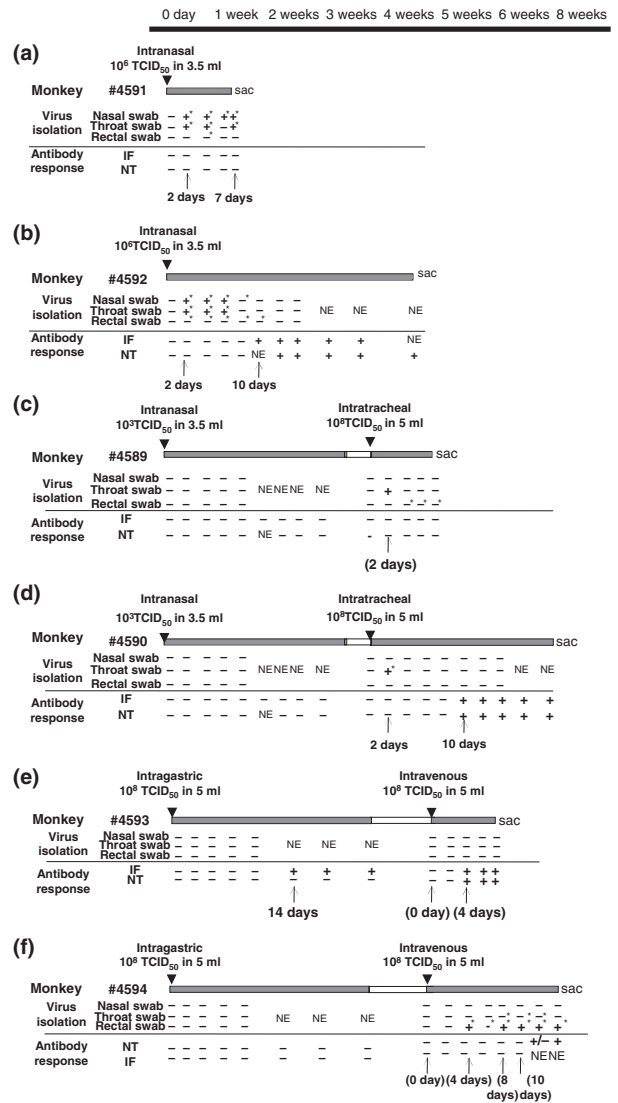 0 day 1 week 2 weeks 3 weeks 4 weeks 5 weeks 6 weeks 8 weeks
(a)
Intranasal
10⁶ TCID₅₀ in 3.5 ml
Monkey #4591 sac
Virus isolation
Nasal swab – +* +* +* +*
Throat swab – +* +* – +*
Rectal swab – – –* – –
Antibody response
IF – – – – –
NT – – – – –
2 days 7 days
(b)
Intranasal
10⁶TCID₅₀ in 3.5 ml
Monkey #4592 sac
Virus isolation
Nasal swab – +* +* +* –* – – –
Throat swab – +* +* +* – – – – NE NE NE
Rectal swab – –* –* –* –* –* – –
Antibody response
IF – – – – – + + + + + NE
NT – – – – – NE + + + + +
2 days 10 days
(c)
Intranasal
10³TCID₅₀ in 3.5 ml
Intratracheal
10⁸TCID₅₀ in 5 ml
Monkey #4589 sac
Virus isolation
Nasal swab – – – – – – – – – –
Throat swab – – – – – NE NE NE NE – + – – –
Rectal swab – – – – – – – –* –* –*
Antibody response
IF – – – – – – – – – – – – – –
NT – – – – – NE – – – - – – – –
(2 days)
(d)
Intranasal
10³TCID₅₀ in 3.5 ml
Intratracheal
10⁸TCID₅₀ in 5 ml
Monkey #4590 sac
Virus isolation
Nasal swab – – – – – – – – – – – – –
Throat swab – – – – – NE NE NE NE – +* – – – – – – NE NE
Rectal swab – – – – – – – – – – – – –
Antibody response
IF – – – – – – – – – – – – – + + + + +
NT – – – – – NE – – – – – – – + + + + +
2 days 10 days
(e)
Intragastric
10⁸ TCID₅₀ in 5 ml
Intravenous
10⁸ TCID₅₀ in 5 ml
Monkey #4593 sac
Virus isolation
Nasal swab – – – – – – – – – –
Throat swab – – – – – NE NE NE – – – – –
Rectal swab – – – – – – – – – –
Antibody response
IF – – – – – + + + – – + + +
NT – – – – – – – – – – + + +
14 days (0 day) (4 days)
(f)
Intragastric
10⁸ TCID₅₀ in 5 ml
Intravenous
10⁸ TCID₅₀ in 5 ml
Monkey #4594 sac
Virus isolation
Nasal swab – – – – – – – – – – – – –
Throat swab – – – – – NE NE NE – – – – –* –* –* –*
Rectal swab – – – – – – – +* –* +* +* +* +*
Antibody response
NT – – – – – – – – – – – – – – +/– +
IF – – – – – – – – – – – – – – NE NE
(0 day) (4 days) (8 days) (10 days)